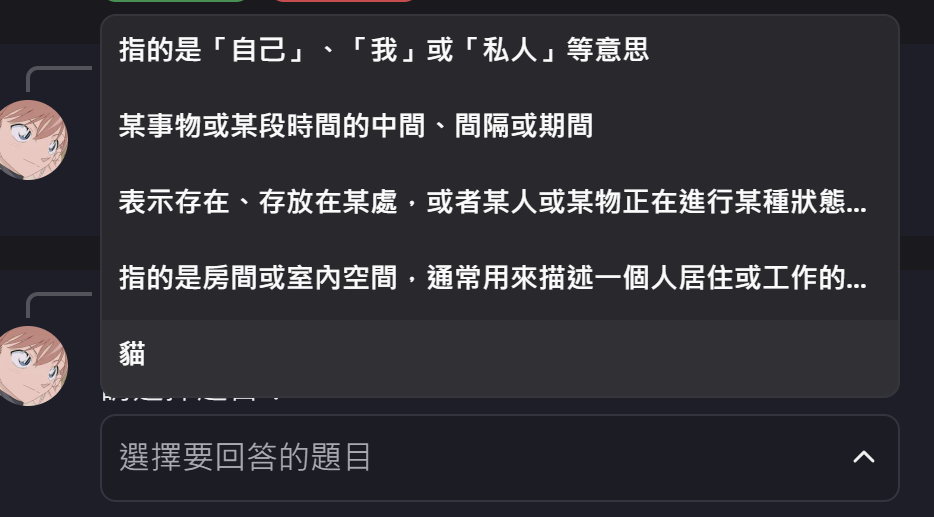 指的是「自己」、「我」或「私人」等意思
某事物或某段時間的中間、間隔或期間
表示存在、存放在某處，或者某人或某物正在進行某種狀態...
指的是房間或室內空間，通常用來描述一個人居住或工作的...
貓
選擇要回答的題目